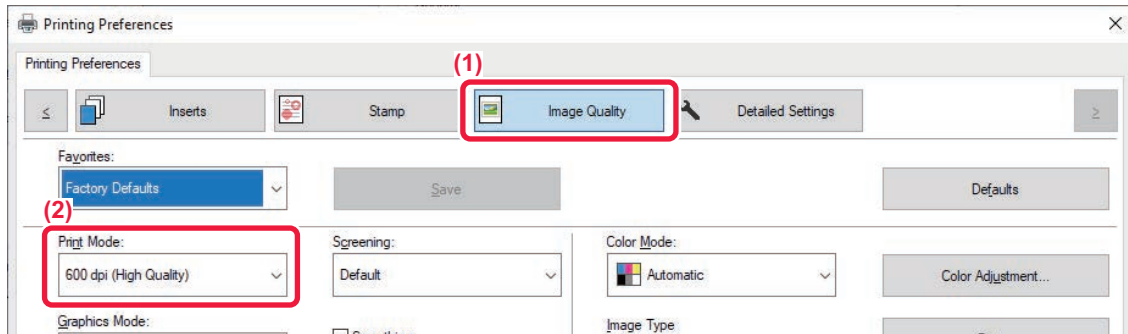 Printing Preferences
Printing Preferences
(1)
≤
Inserts
Stamp
Image Quality
Detailed Settings
≥
Favorites:
Factory Defaults
Save
Defaults
(2)
Print Mode:
Screening:
Color Mode:
600 dpi (High Quality)
Default
Automatic
Color Adjustment...
Graphics Mode:
Image Type